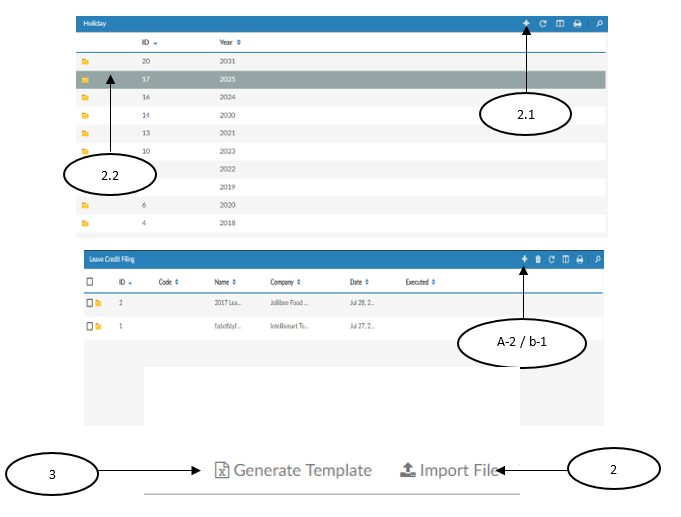 Holiday
ID Year
20 2031
17 2025
16 2024
14 2030
13 2021
10 2023
2022
2019
6 2020
4 2018
2.1
2.2
Leave Credit Filing
ID Code Name Company Date Executed
2 2017 Lea... Jollibee Food ... Jul 28, 2...
1 Intellismart Te... Jul 27, 2...
A-2 / b-1
3 Generate Template Import File 2